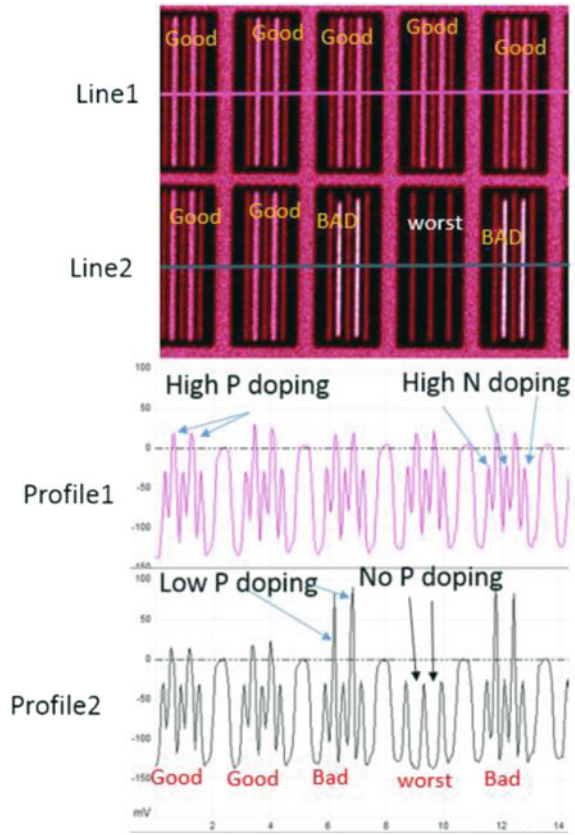 Good Good Good Good Good
Line1
Good Good BAD worst BAD
Line2
100
High P doping High N doping
50
0
Profile1
-50
-100
-150
100
Low P doping No P doping
50
0
Profile2
-50
-100
-150
Good Good Bad worst Bad
mV 2 4 6 8 10 12 14